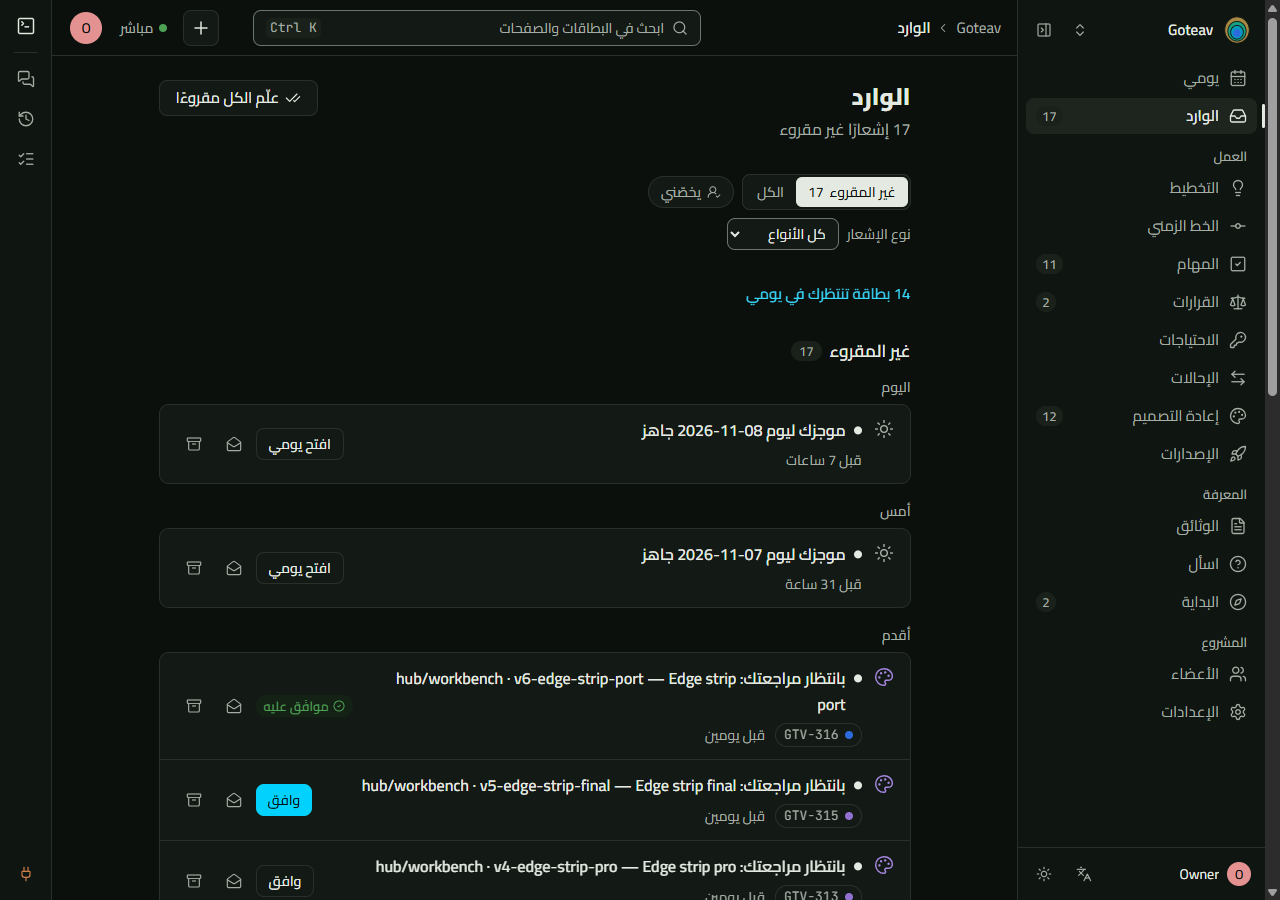 Goteav
يومي
الوارد 17
العمل
التخطيط
الخط الزمني
المهام 11
القرارات 2
الاحتياجات
الإحالات
إعادة التصميم 12
الإصدارات
المعرفة
الوثائق
اسأل
البداية 2
المشروع
الأعضاء
الإعدادات
O Owner
Goteav › الوارد
ابحث في البطاقات والصفحات Ctrl K
+
مباشر
O
الوارد
17 إشعارًا غير مقروء
علّم الكل مقروءًا
غير المقروء 17 الكل يخصّني
نوع الإشعار كل الأنواع
14 بطاقة تنتظرك في يومي
غير المقروء 17
اليوم
موجزك ليوم 2026-11-08 جاهز
قبل 7 ساعات
افتح يومي
أمس
موجزك ليوم 2026-11-07 جاهز
قبل 31 ساعة
افتح يومي
أقدم
بانتظار مراجعتك: hub/workbench · v6-edge-strip-port — Edge strip
port
GTV-316 قبل يومين
موافَق عليه
بانتظار مراجعتك: hub/workbench · v5-edge-strip-final — Edge strip final
GTV-315 قبل يومين
وافق
بانتظار مراجعتك: hub/workbench · v4-edge-strip-pro — Edge strip pro
GTV-313 قبل يومين
وافق